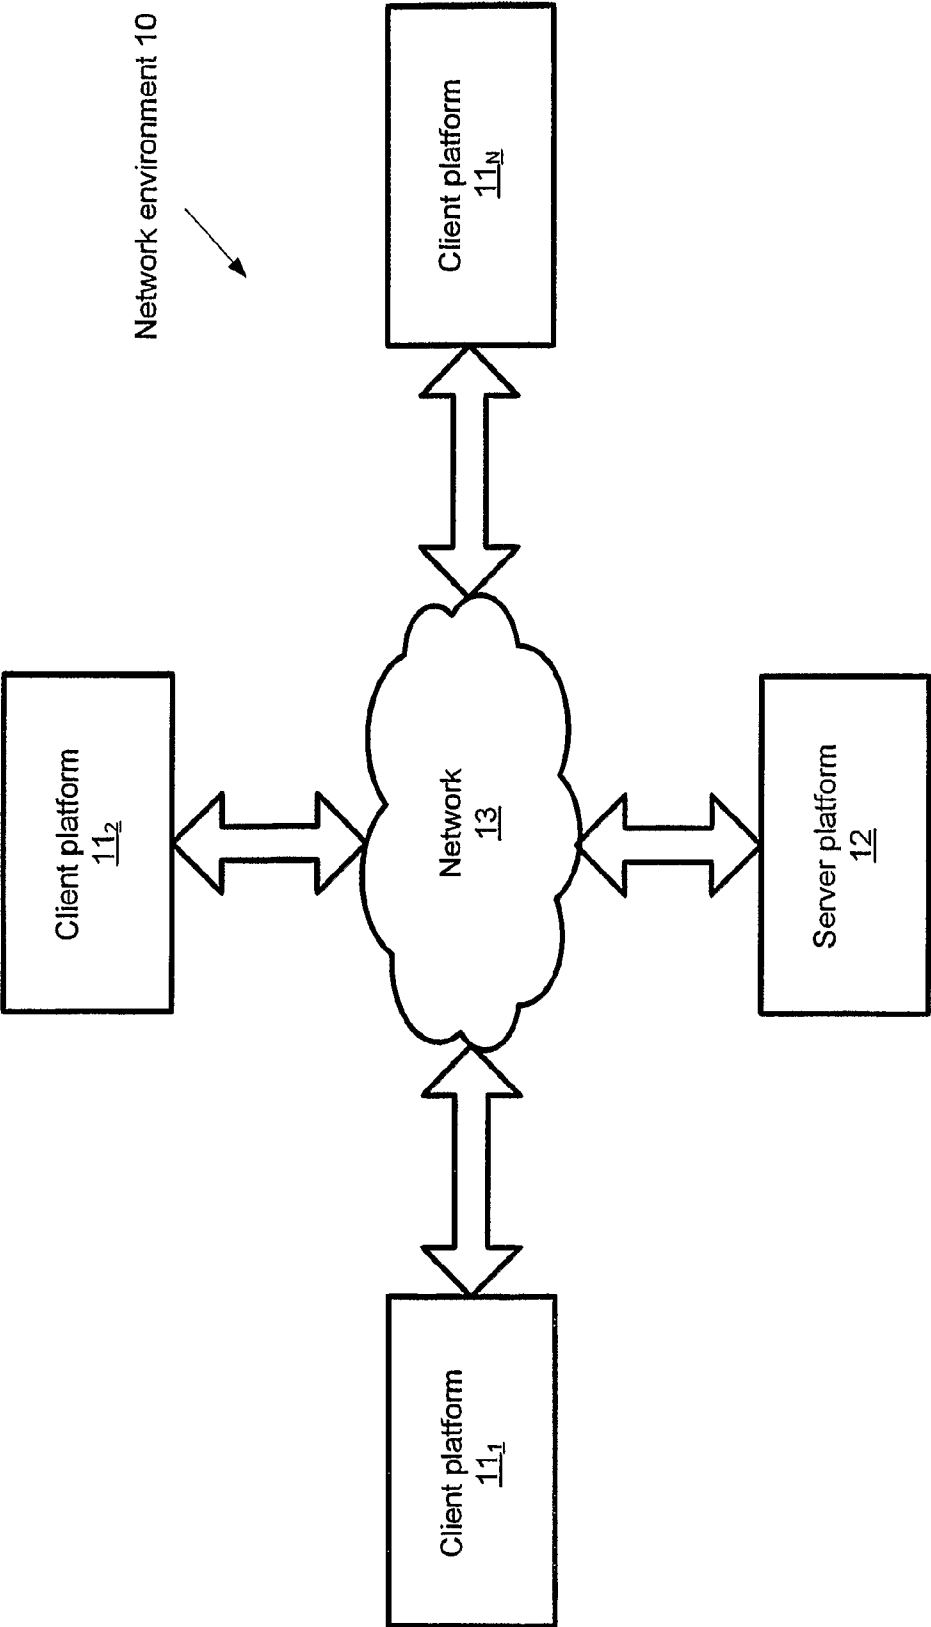 Network environment 10
Client platform
11₂
Client platform
11₁
Network
13
Client platform
11N
Server platform
12